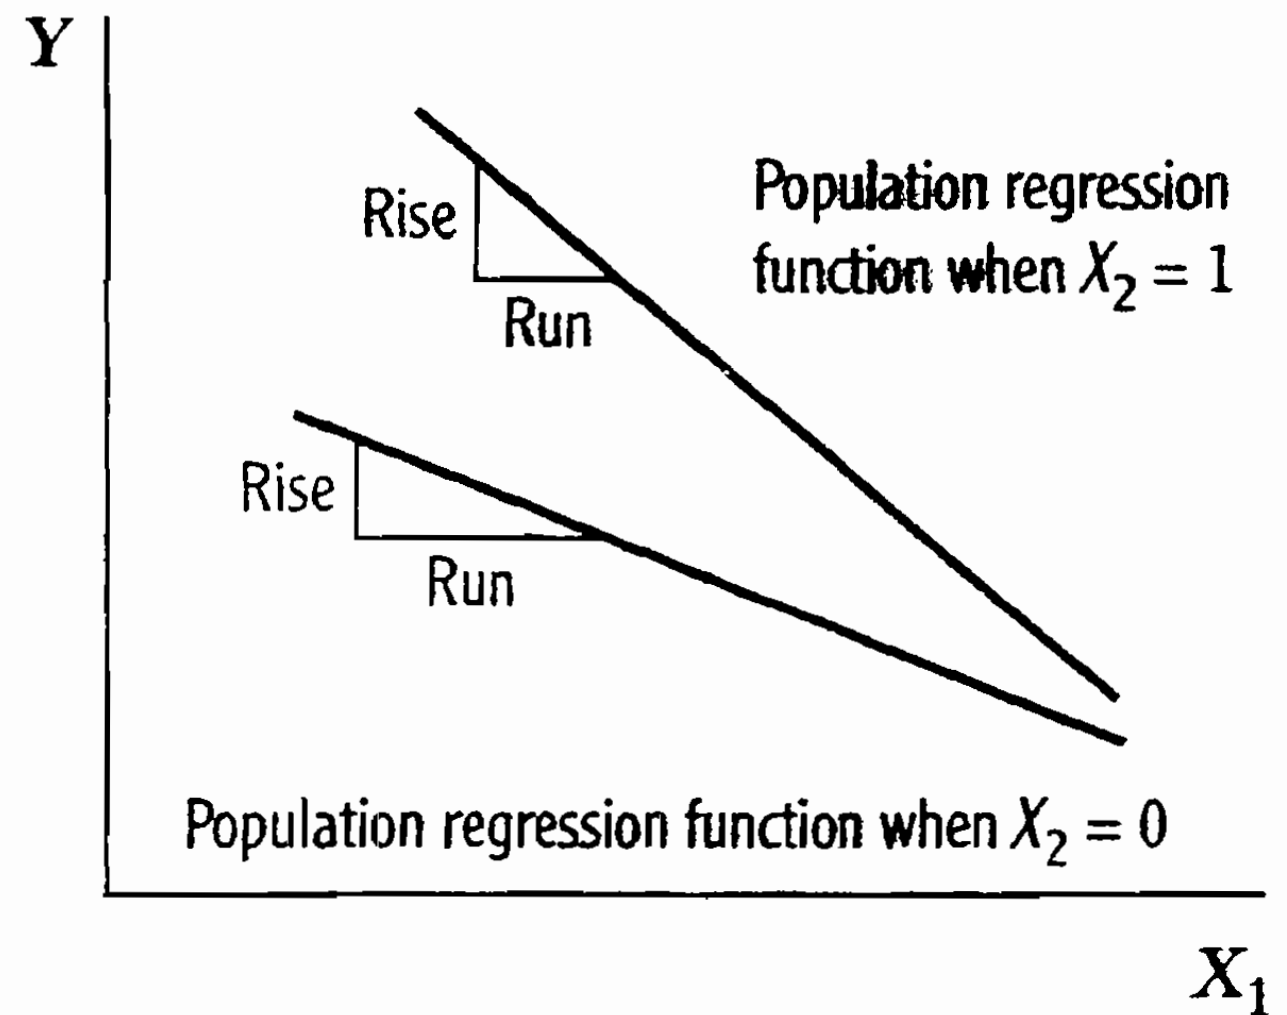 Y
Rise
Run
Population regression
function when X₂ = 1
Rise
Run
Population regression function when X₂ = 0
X₁